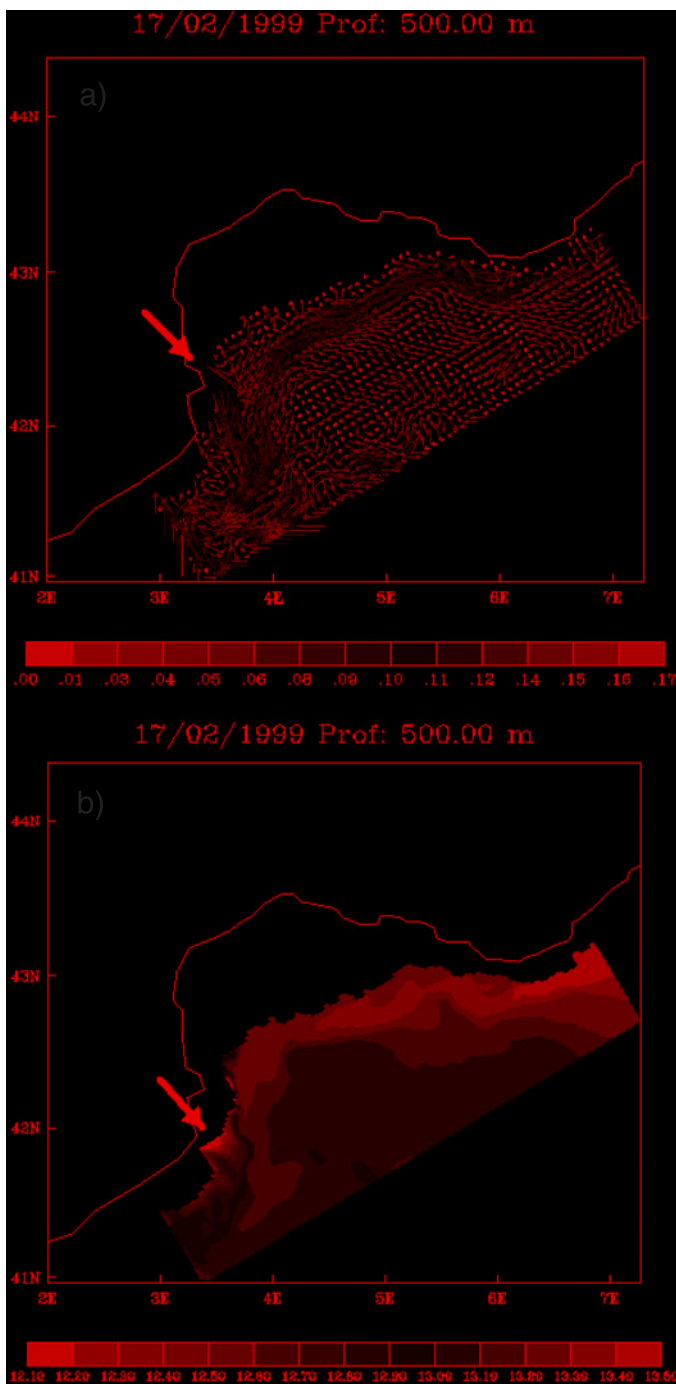 17/02/1999 Prof: 500.00 m
a)
44N
43N
42N
41N
2E 3E 4E 5E 6E 7E
.00 .01 .03 .04 .05 .06 .08 .09 .10 .11 .12 .14 .15 .16 .17
17/02/1999 Prof: 500.00 m
b)
44N
43N
42N
41N
2E 3E 4E 5E 6E 7E
12.10 12.20 12.30 12.40 12.50 12.60 12.70 12.80 12.90 13.00 13.10 13.20 13.30 13.40 13.50